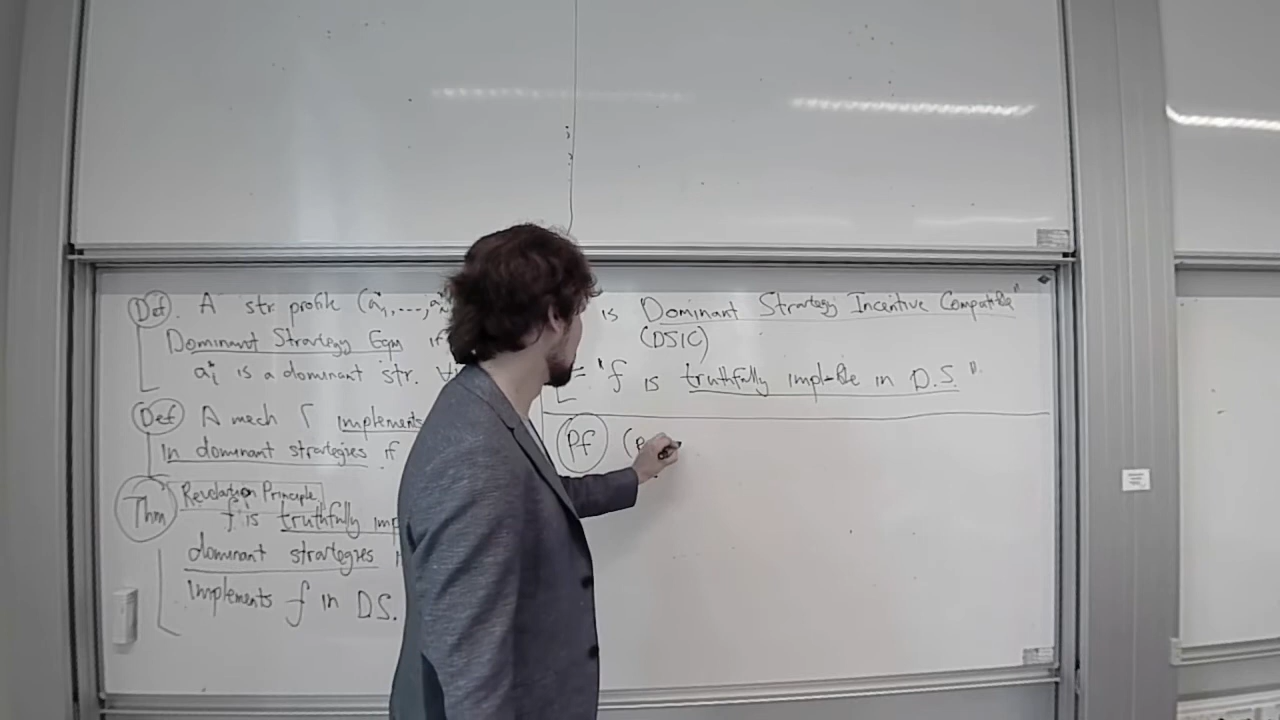 Def. A str. profile (a*₁,...,a*
Dominant Strategy Eqm if
a*ᵢ is a dominant str. ∀
Def A mech Γ implements
in dominant strategies if
Thm Revelation Principle
f is truthfully imp
dominant strategies
implements f in D.S.
is Dominant Strategy Incentive Compatible"
(DSIC)
= "f is truthfully impl-ble in D.S.".
Pf (